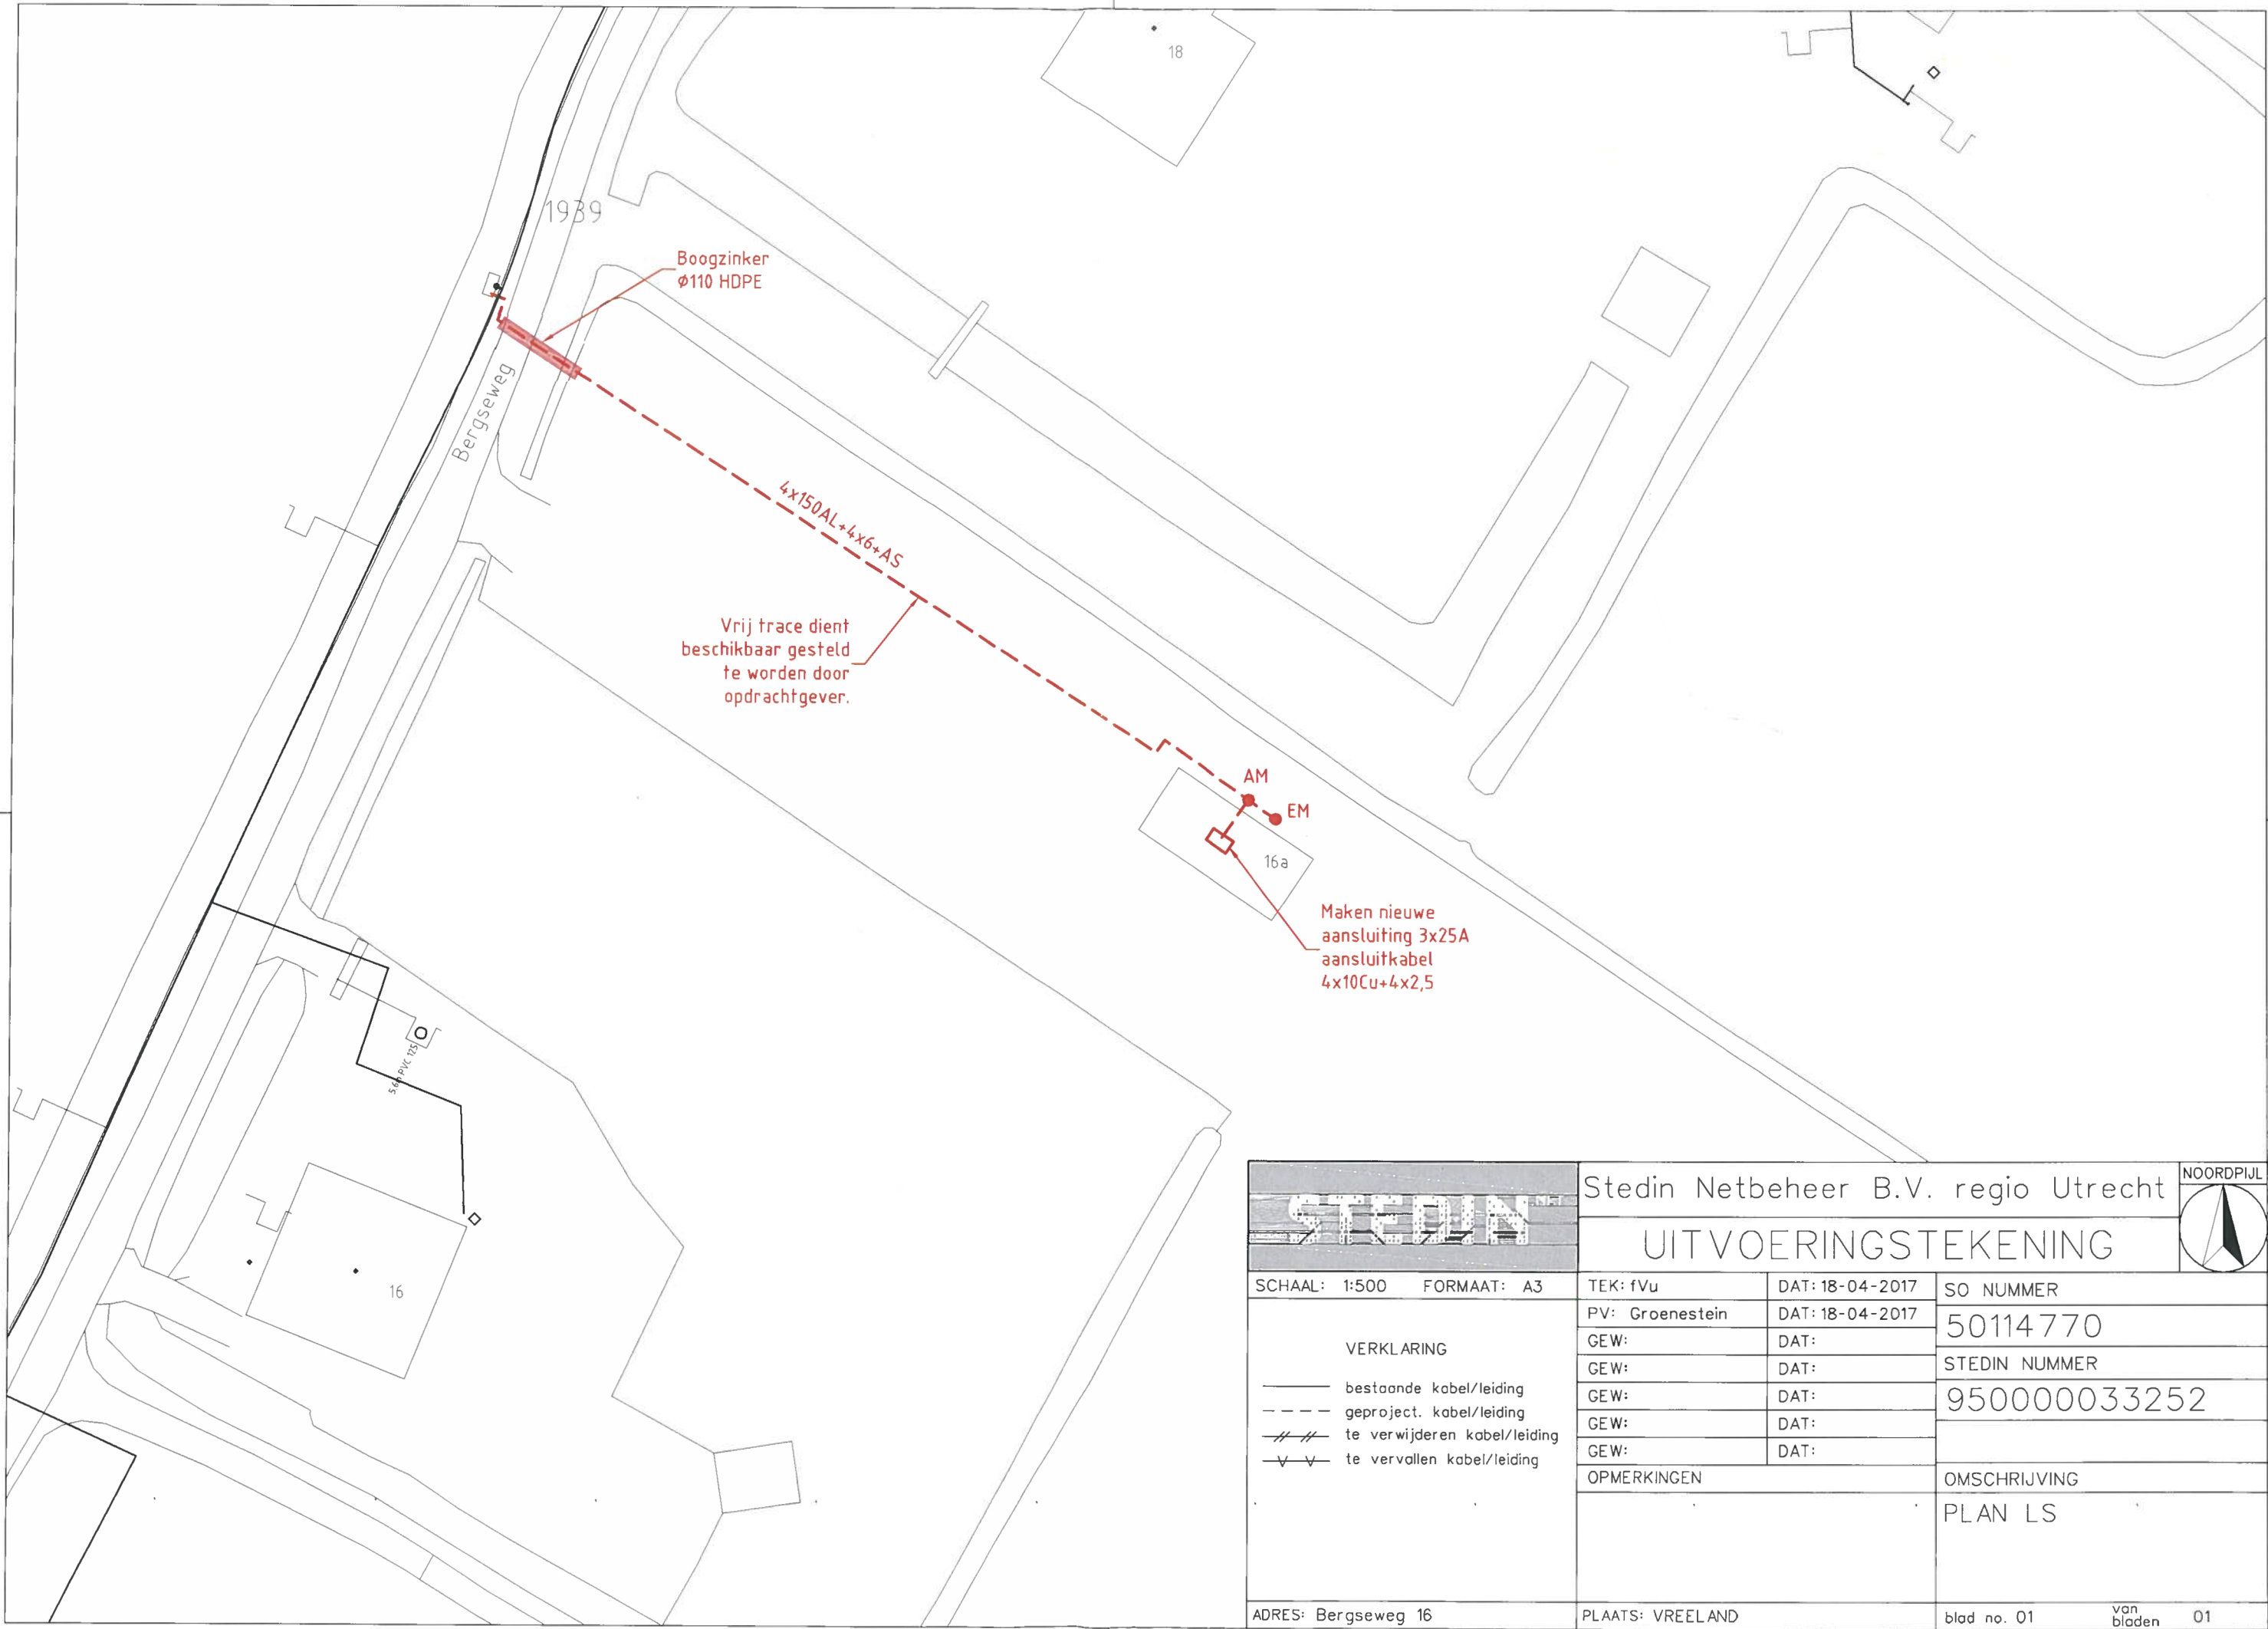 18
1939
Boogzinker
Ø110 HDPE
Bergseweg
4x150AL+4x6+AS
Vrij trace dient
beschikbaar gesteld
te worden door
opdrachtgever.
AM
EM
16a
Maken nieuwe
aansluiting 3x25A
aansluitkabel
4x10Cu+4x2,5
PVC 125
16
STEDIN
Stedin Netbeheer B.V. regio Utrecht
NOORDPIJL
UITVOERINGSTEKENING
SCHAAL: 1:500 FORMAAT: A3
TEK: fVu DAT: 18-04-2017
SO NUMMER
PV: Groenestein DAT: 18-04-2017
50114770
GEW: DAT:
GEW: DAT:
STEDIN NUMMER
GEW: DAT:
950000033252
GEW: DAT:
GEW: DAT:
VERKLARING
bestaande kabel/leiding
geproject. kabel/leiding
te verwijderen kabel/leiding
te vervallen kabel/leiding
OPMERKINGEN
OMSCHRIJVING
PLAN LS
ADRES: Bergseweg 16
PLAATS: VREELAND
blad no. 01 van bladen 01